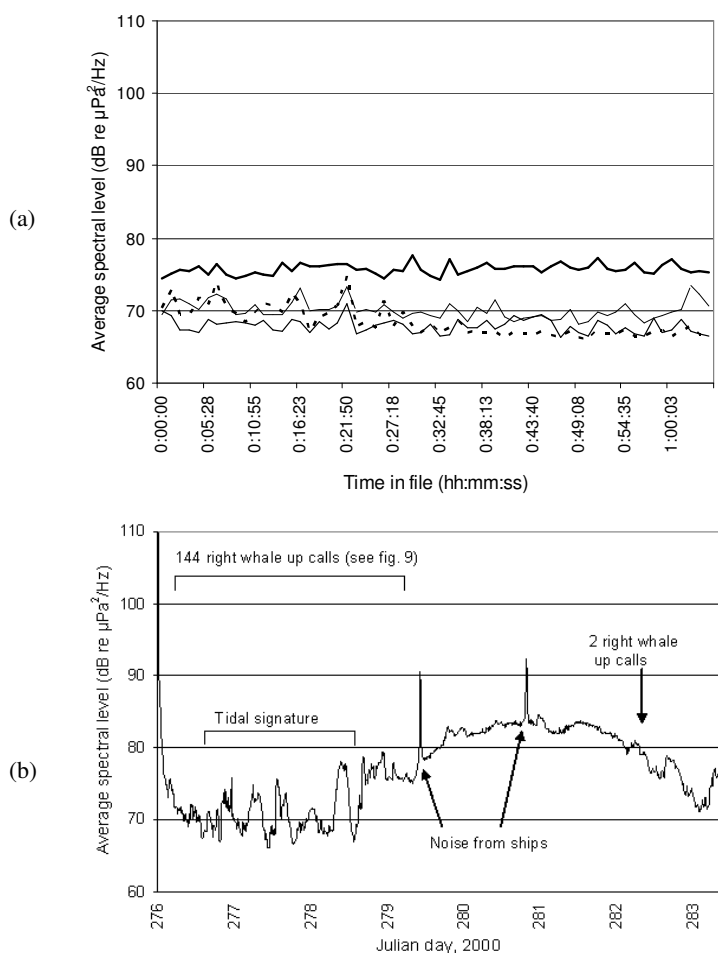 (a)
Average spectral level (dB re µPa²/Hz)
110
100
90
80
70
60
0:00:00
0:05:28
0:10:55
0:16:23
0:21:50
0:27:18
0:32:45
0:38:13
0:43:40
0:49:08
0:54:35
1:00:03
Time in file (hh:mm:ss)
(b)
Average spectral level (dB re µPa²/Hz)
110
100
90
80
70
60
144 right whale up calls (see fig. 9)
2 right whale
up calls
Tidal signature
Noise from ships
276
277
278
279
280
281
282
283
Julian day, 2000